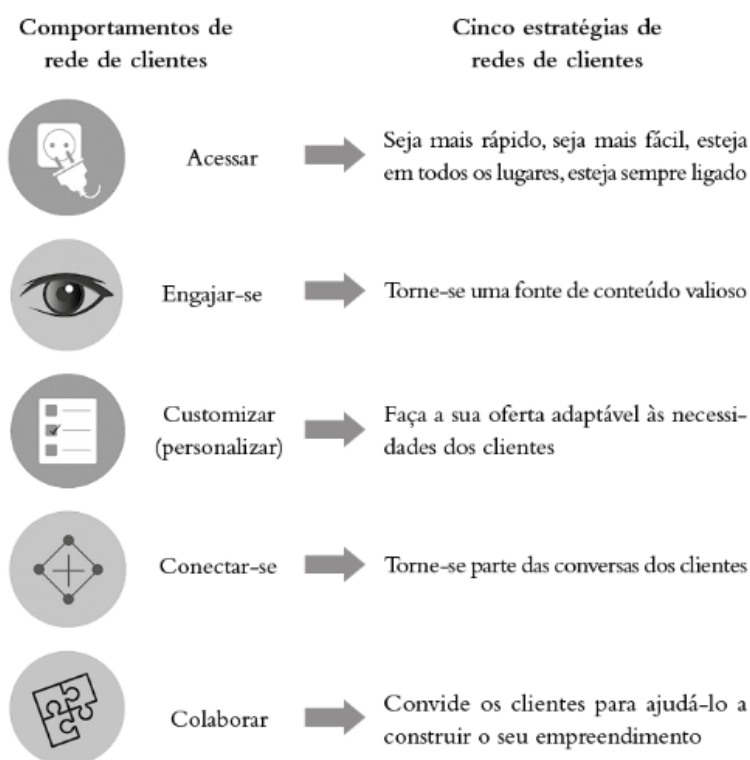 Comportamentos de
rede de clientes
Cinco estratégias de
redes de clientes
Acessar
Seja mais rápido, seja mais fácil, esteja
em todos os lugares, esteja sempre ligado
Engajar-se
Torne-se uma fonte de conteúdo valioso
Customizar
(personalizar)
Faça a sua oferta adaptável às necessi-
dades dos clientes
Conectar-se
Torne-se parte das conversas dos clientes
Colaborar
Convide os clientes para ajudá-lo a
construir o seu empreendimento